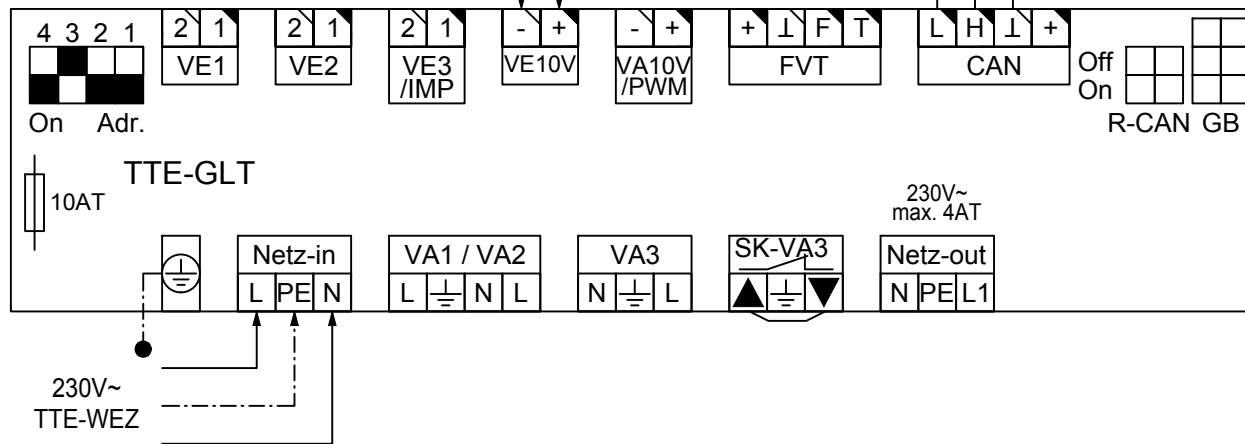 4 3 2 1
On Adr.
2 1
VE1
2 1
VE2
2 1
VE3
/IMP
- +
VE10V
- +
VA10V
/PWM
+ ⊥ F T
FVT
L H ⊥ +
CAN
Off
On
R-CAN
GB
TTE-GLT
10AT
230V~
max. 4AT
Netz-in
L PE N
VA1 / VA2
L N L
VA3
N L
SK-VA3
Netz-out
N PE L1
230V~
TTE-WEZ